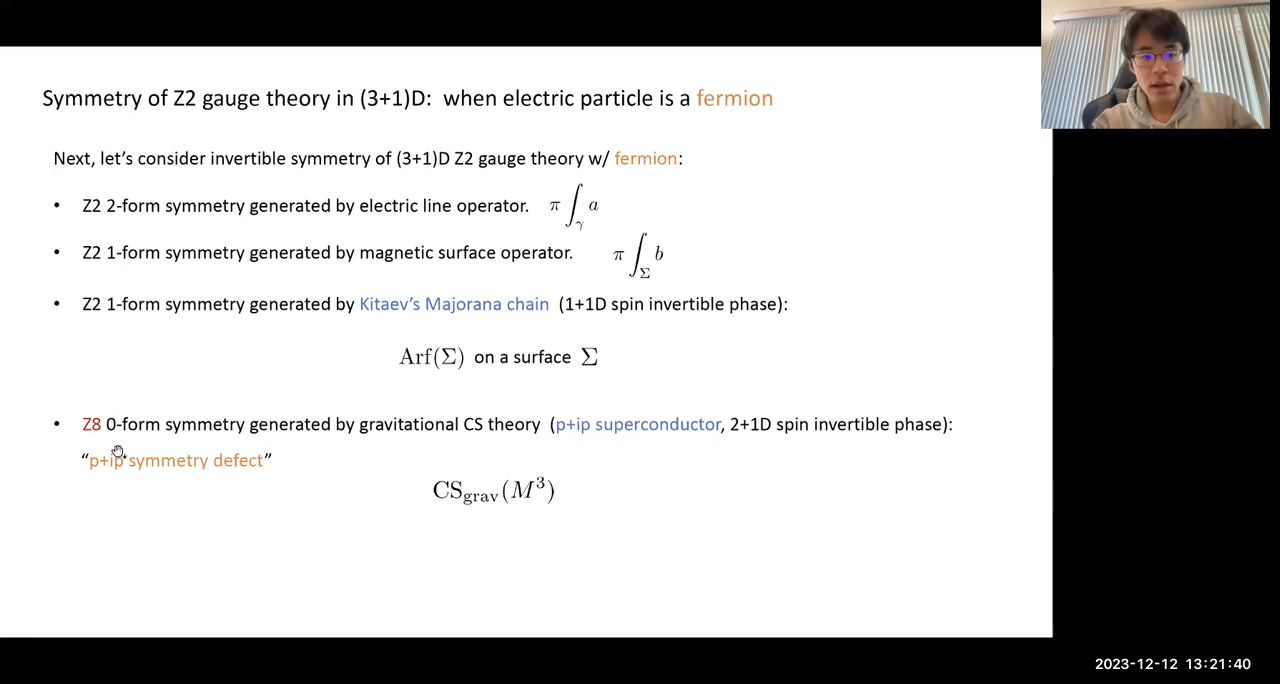 Symmetry of Z2 gauge theory in (3+1)D: when electric particle is a fermion
Next, let's consider invertible symmetry of (3+1)D Z2 gauge theory w/ fermion:
• Z2 2-form symmetry generated by electric line operator. π∫_γ a
• Z2 1-form symmetry generated by magnetic surface operator. π∫_Σ b
• Z2 1-form symmetry generated by Kitaev's Majorana chain (1+1D spin invertible phase):
Arf(Σ) on a surface Σ
• Z8 0-form symmetry generated by gravitational CS theory (p+ip superconductor, 2+1D spin invertible phase):
"p+ip symmetry defect"
CS_grav(M³)
2023-12-12 13:21:40